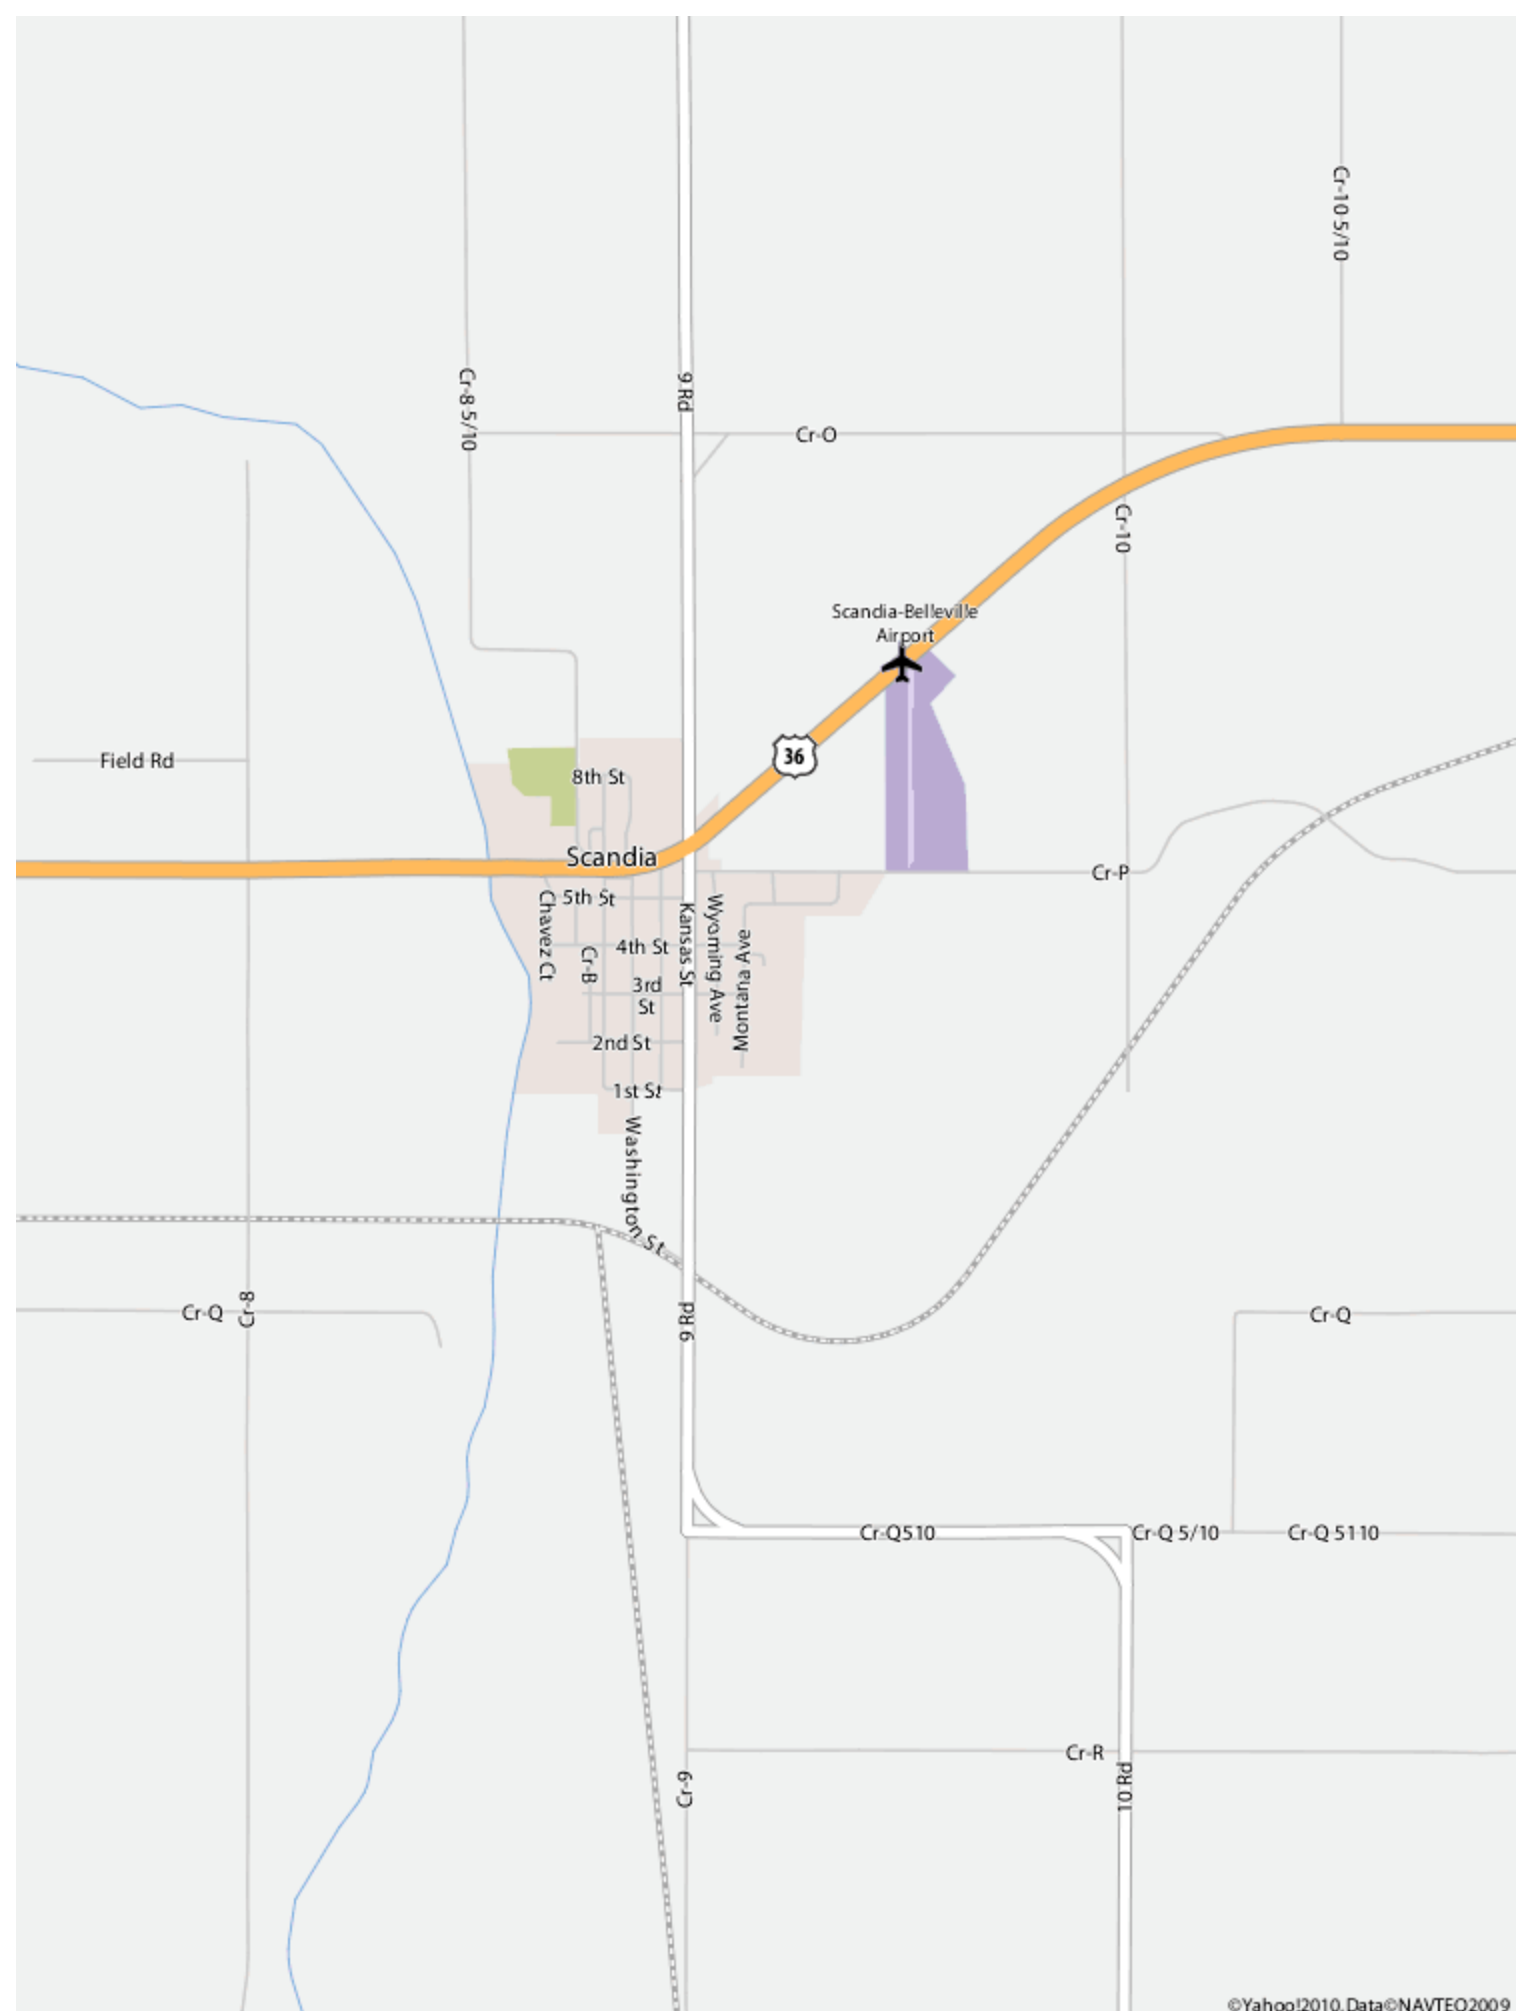 Cr-10 5/10
Cr-8 5/10
9 Rd
Cr-O
Cr-10
Scandia-Belleville
Airport
36
Field Rd
8th St
Scandia
Cr-P
5th St
Chavez Ct
Kansas St
Wyoming Ave
Montana Ave
4th St
Cr-B
3rd
St
2nd St
1st St
Washington St
Cr-Q
Cr-8
9 Rd
Cr-Q
Cr-Q510
Cr-Q 5/10
Cr-Q 5110
Cr-R
Cr-9
10 Rd
©Yahoo!2010, Data©NAVTEQ2009